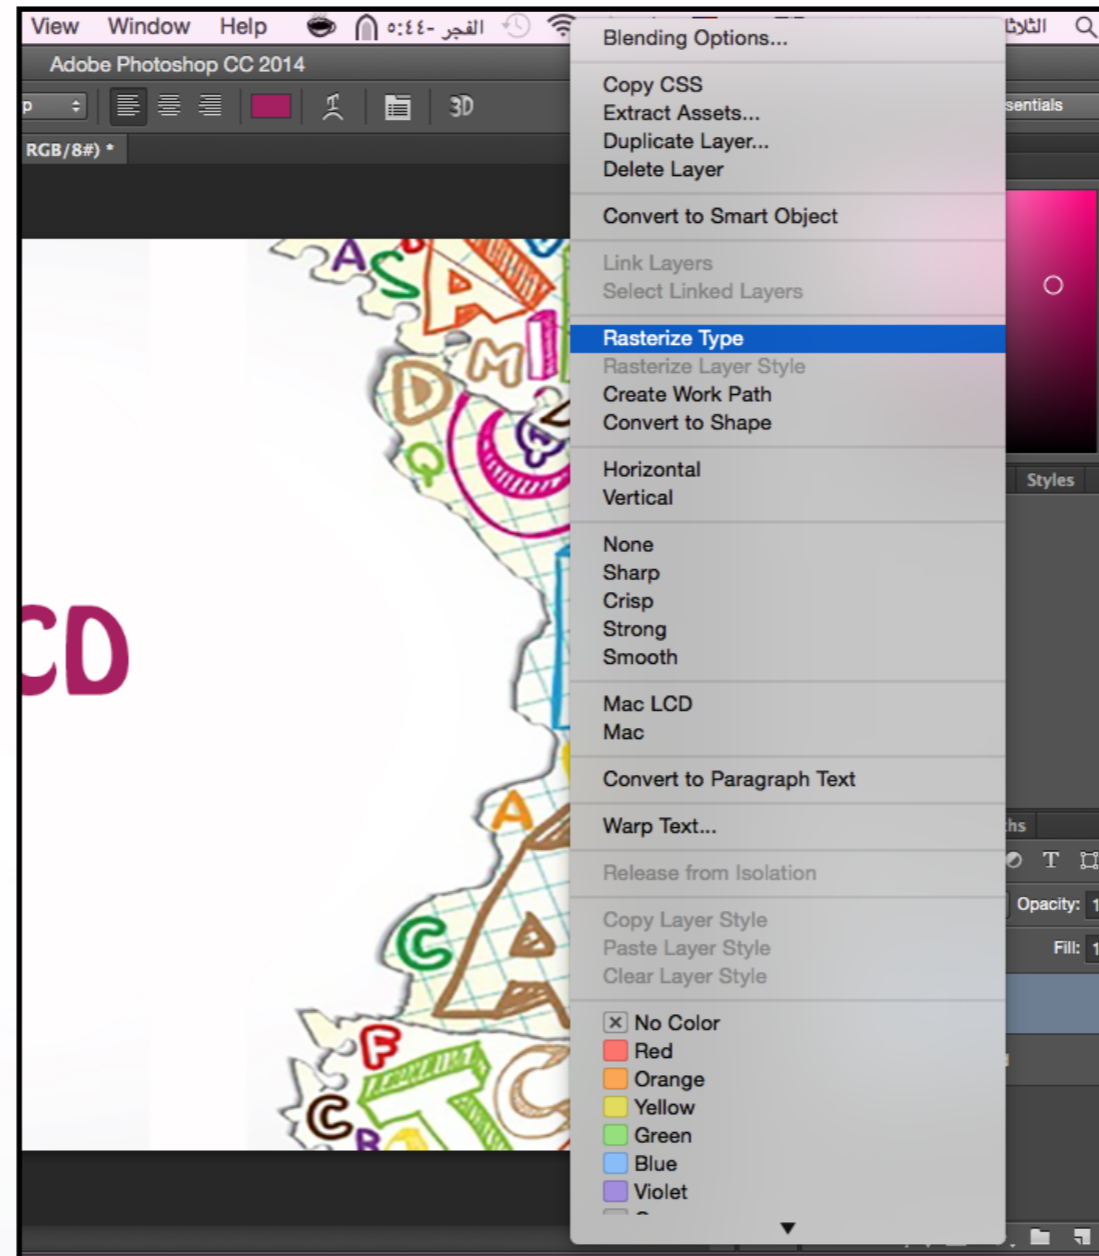 View Window Help الفجر -٥:٤٤ الثلاثا
Adobe Photoshop CC 2014
p 3D sentials
RGB/8#) *
Blending Options...
Copy CSS
Extract Assets...
Duplicate Layer...
Delete Layer
Convert to Smart Object
Link Layers
Select Linked Layers
Rasterize Type
Rasterize Layer Style
Create Work Path
Convert to Shape
Horizontal
Vertical
None
Sharp
Crisp
Strong
Smooth
Mac LCD
Mac
Convert to Paragraph Text
Warp Text...
Release from Isolation
Copy Layer Style
Paste Layer Style
Clear Layer Style
No Color
Red
Orange
Yellow
Green
Blue
Violet
Styles
ths
T
Opacity: 1
Fill: 1
CD
A
S
A
M
D
Q
A
C
A
F
T
C
C
B